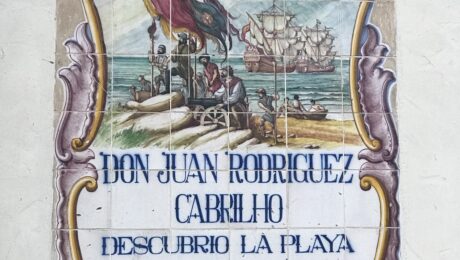 DON JUAN RODRIGUEZ
CABRILHO
DESCUBRIO LA PLAYA